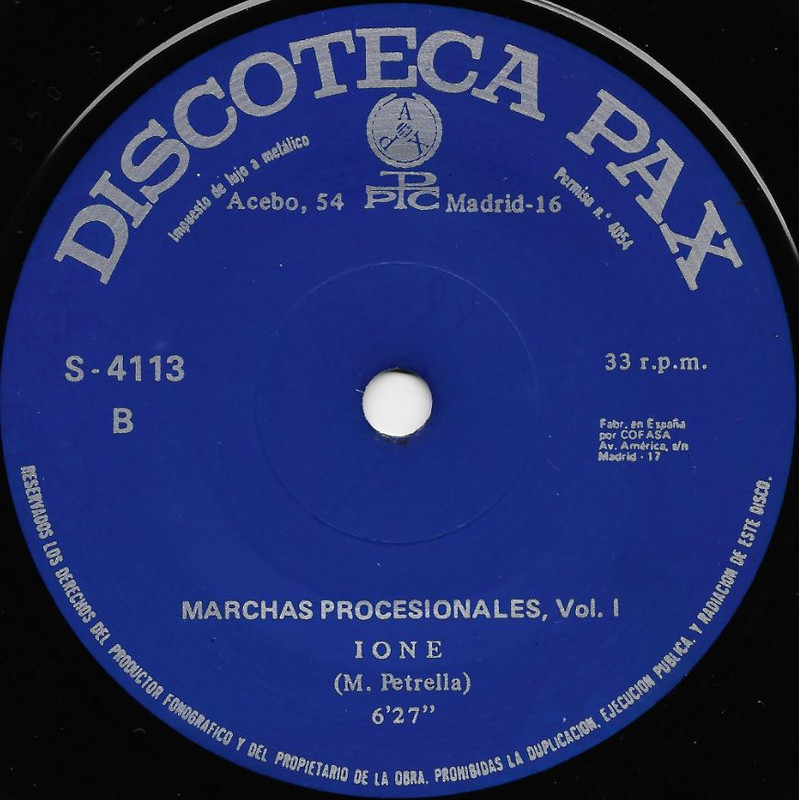 DISCOTECA PAX
Impuesto de lujo a metálico
Permiso n.º 4054
APAX
PPTC
Acebo, 54
Madrid-16
S-4113
B
33 r.p.m.
Fabr. en España
por COFASA
Av. América, s/n
Madrid - 17
MARCHAS PROCESIONALES, Vol. I
IONE
(M. Petrella)
6'27"
RESERVADOS LOS DERECHOS DEL PRODUCTOR FONOGRAFICO Y DEL PROPIETARIO DE LA OBRA. PROHIBIDAS LA DUPLICACION, EJECUCION PUBLICA, Y RADIACION DE ESTE DISCO.